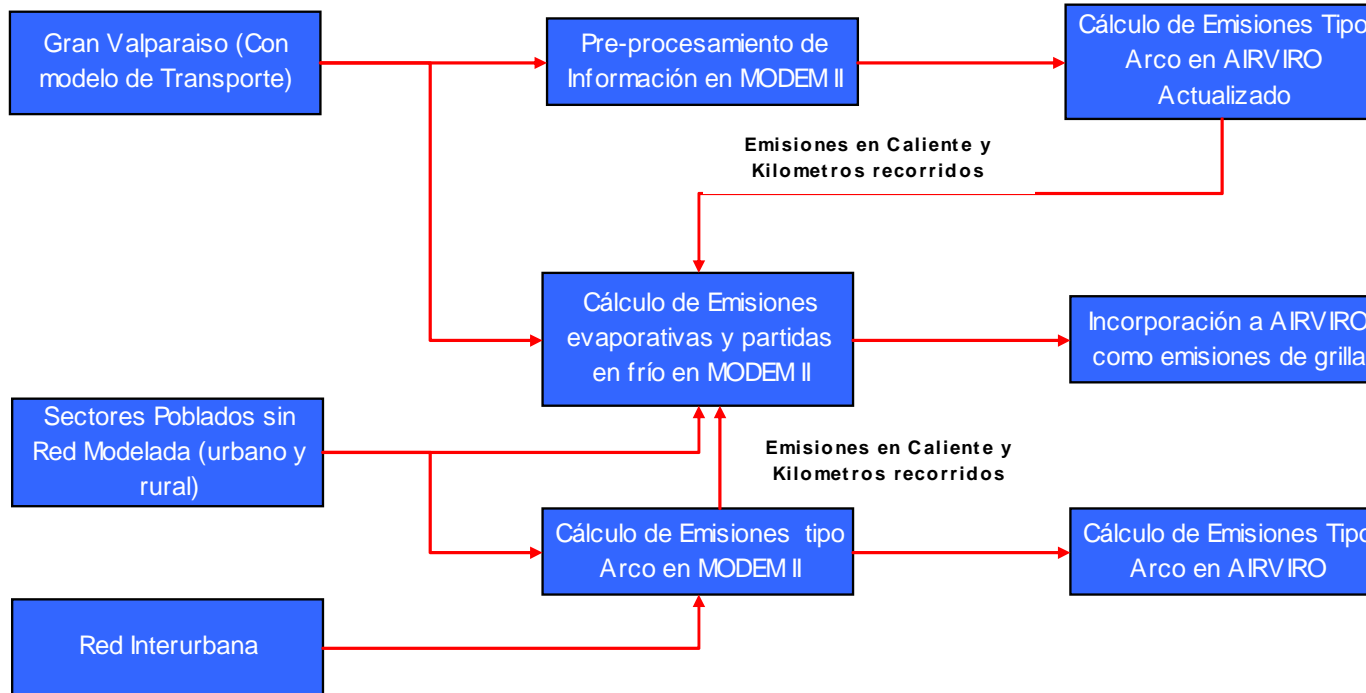 Gran Valparaiso (Con
modelo de Transporte)
Pre-procesamiento de
Información en MODEM II
Cálculo de Emisiones Tipo
Arco en AIRVIRO
Actualizado
Emisiones en Caliente y
Kilometros recorridos
Cálculo de Emisiones
evaporativas y partidas
en frío en MODEM II
Incorporación a AIRVIRO
como emisiones de grilla
Sectores Poblados sin
Red Modelada (urbano y
rural)
Emisiones en Caliente y
Kilometros recorridos
Cálculo de Emisiones tipo
Arco en MODEM II
Cálculo de Emisiones Tipo
Arco en AIRVIRO
Red Interurbana